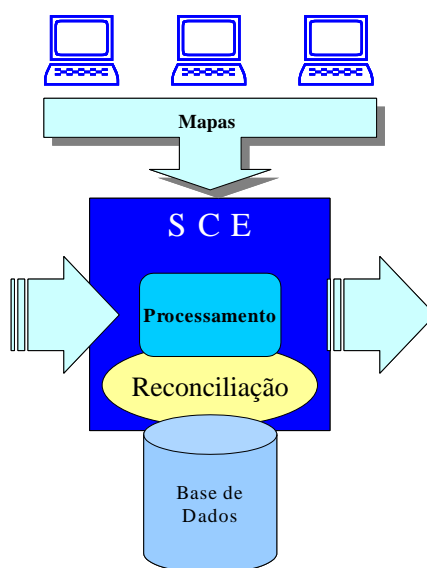 Mapas
S C E
Processamento
Reconciliação
Base de
Dados